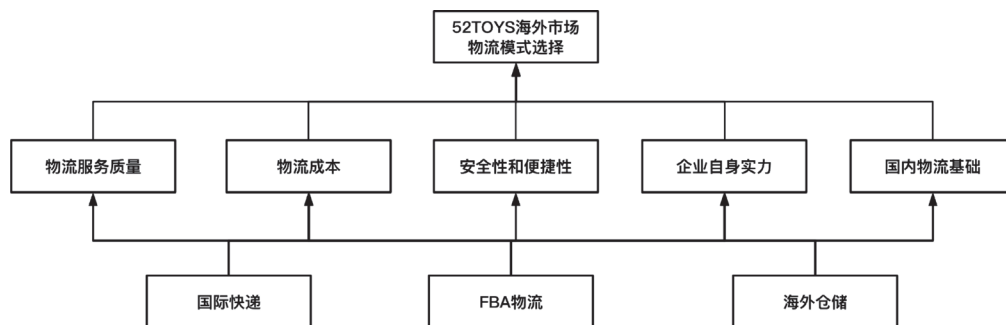 52TOYS海外市场
物流模式选择
物流服务质量
物流成本
安全性和便捷性
企业自身实力
国内物流基础
国际快递
FBA物流
海外仓储